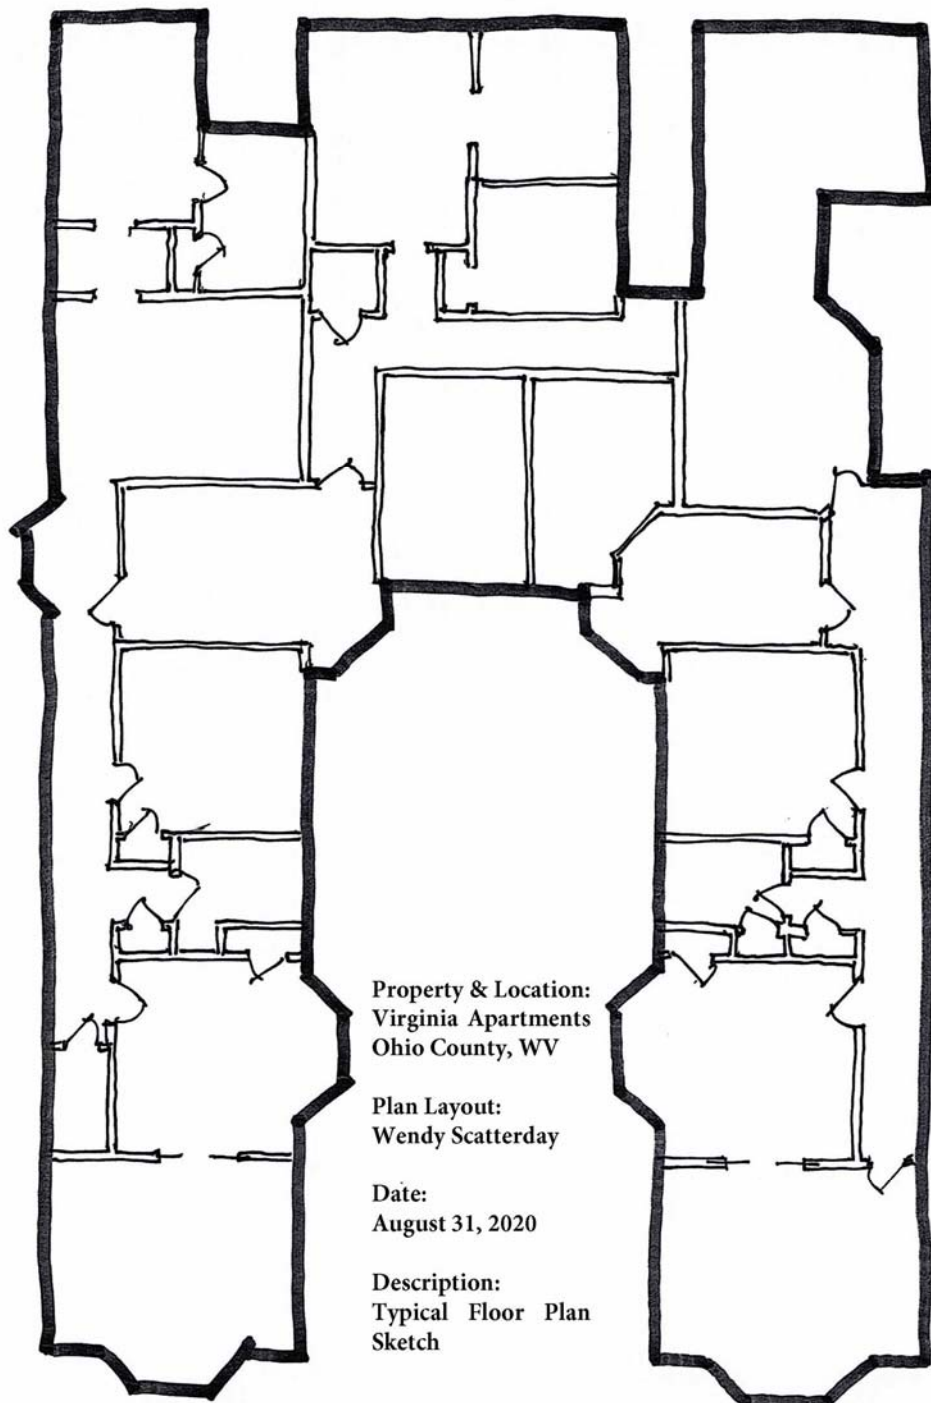 Property & Location:
Virginia Apartments
Ohio County, WV
Plan Layout:
Wendy Scatterday
Date:
August 31, 2020
Description:
Typical Floor Plan
Sketch